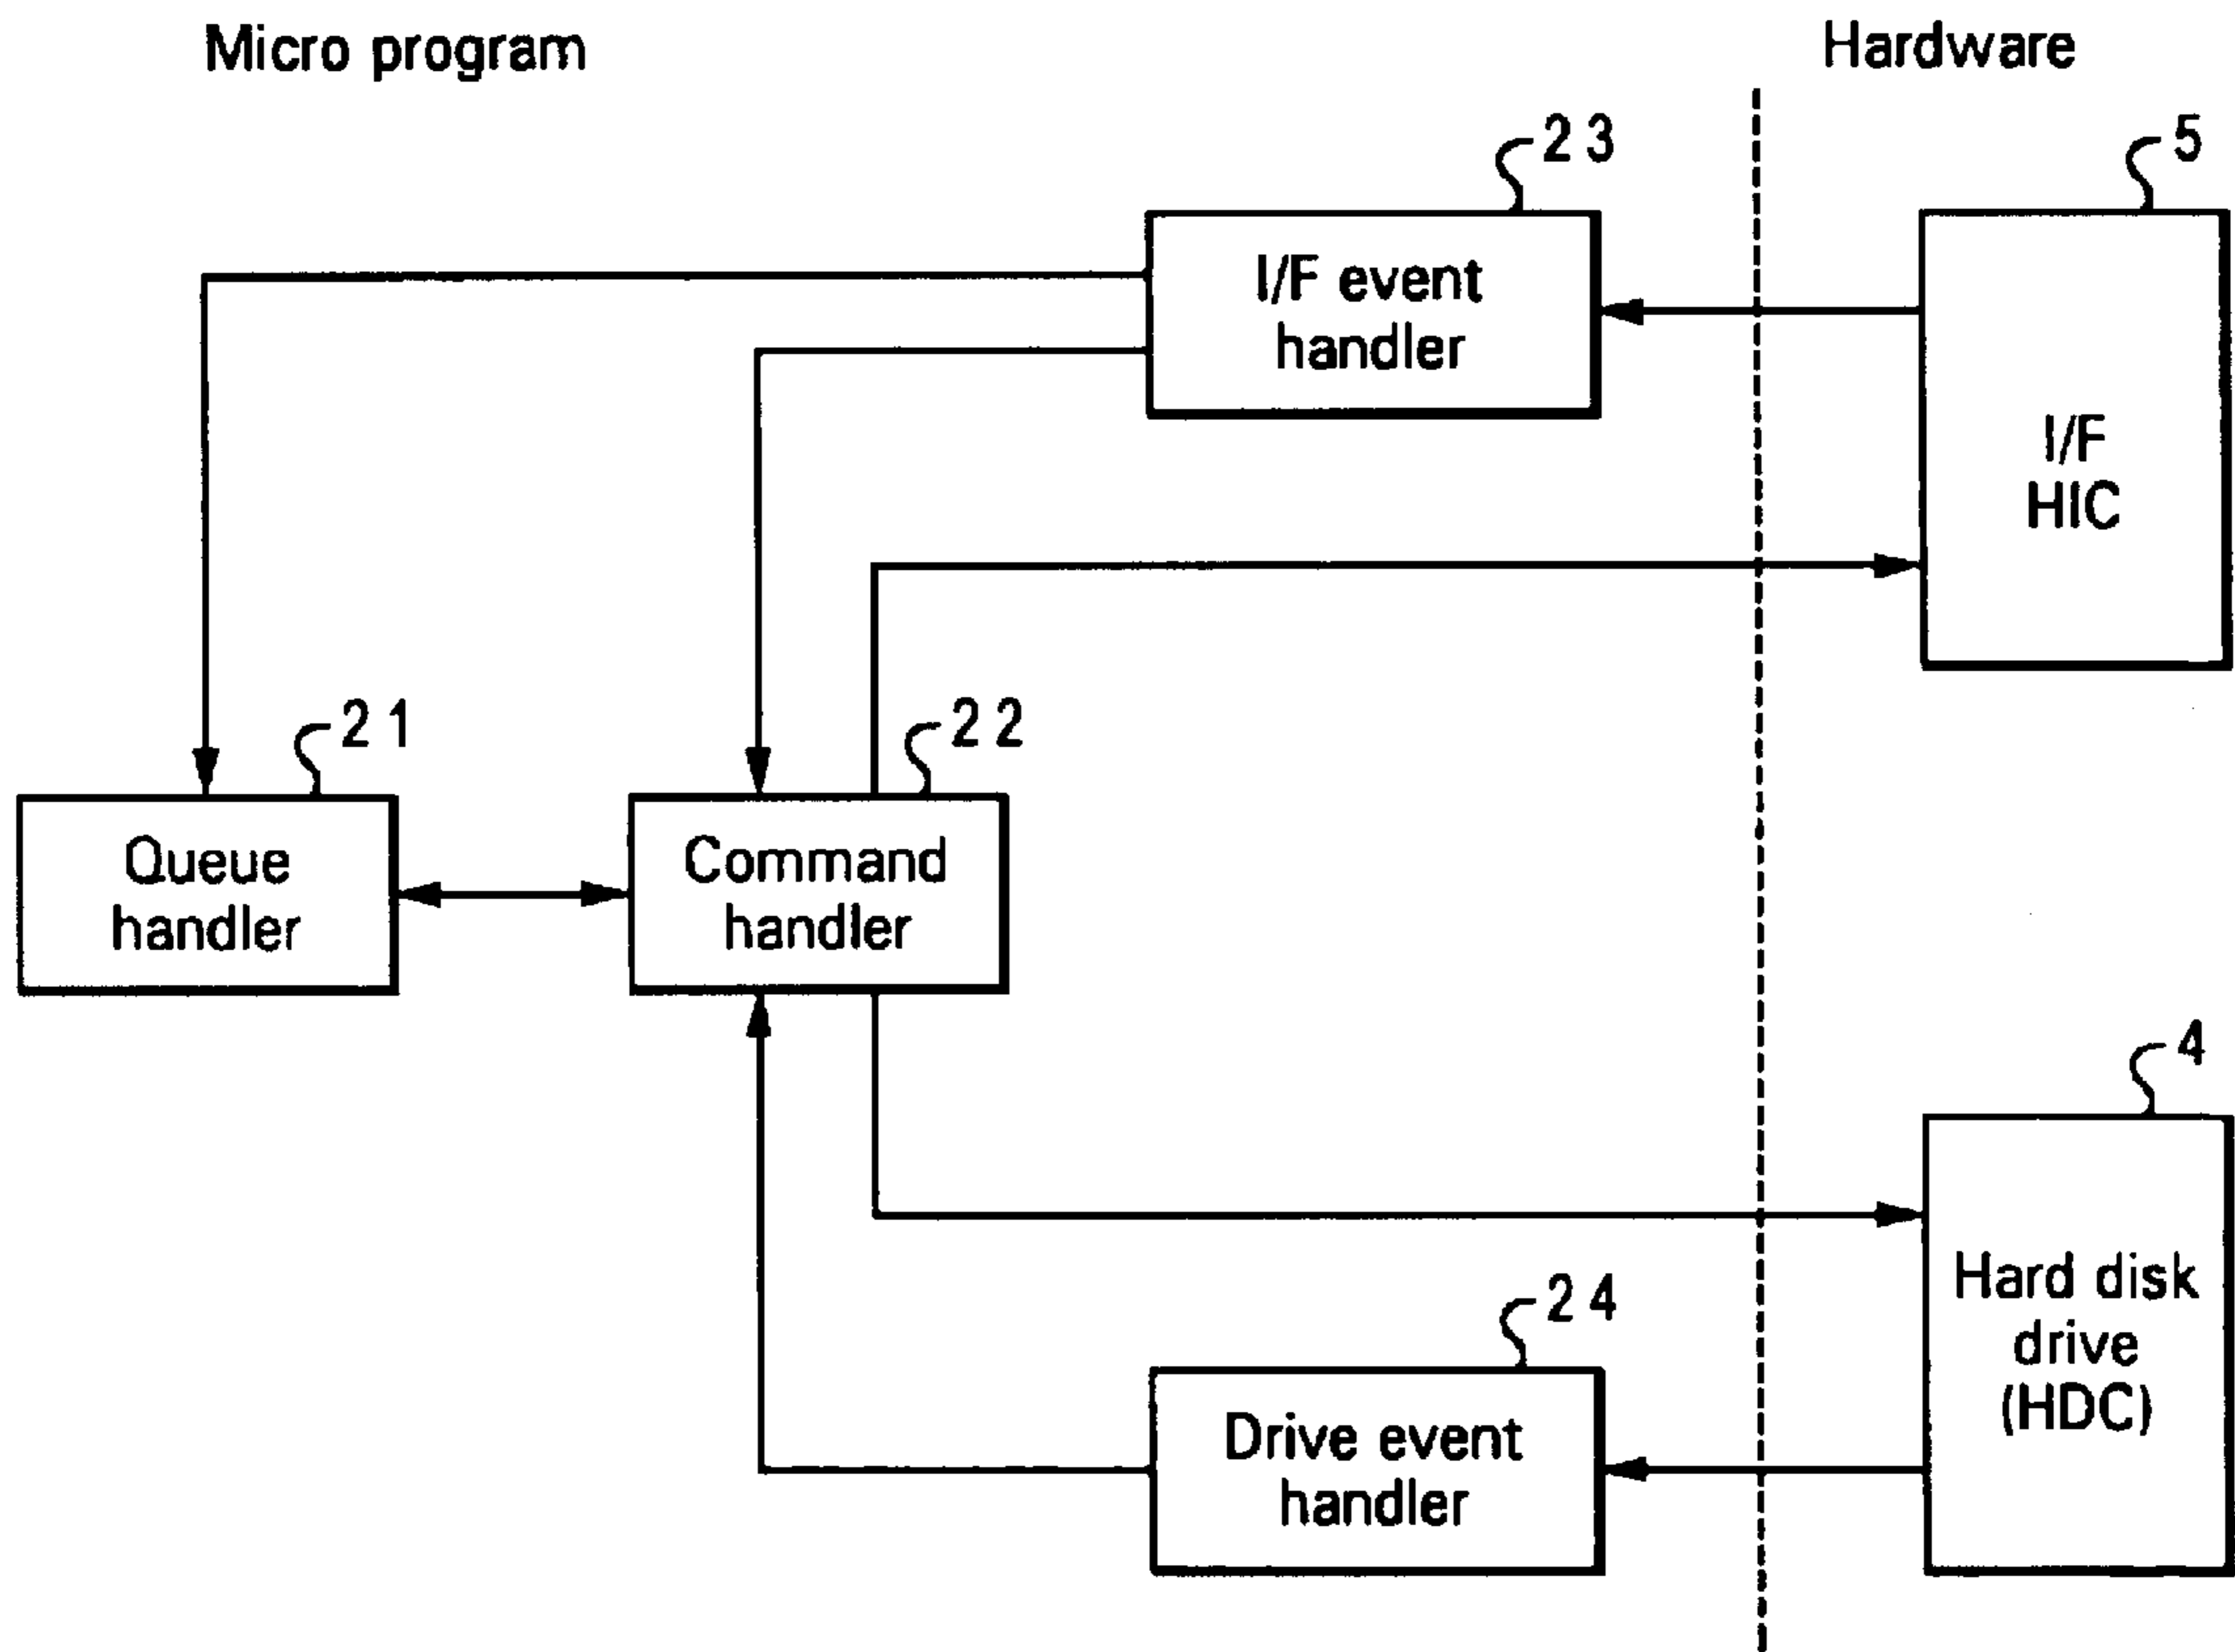 Micro program
Hardware
23
5
I/F event
handler
I/F
HIC
21
22
Queue
handler
Command
handler
4
24
Hard disk
drive
(HDC)
Drive event
handler